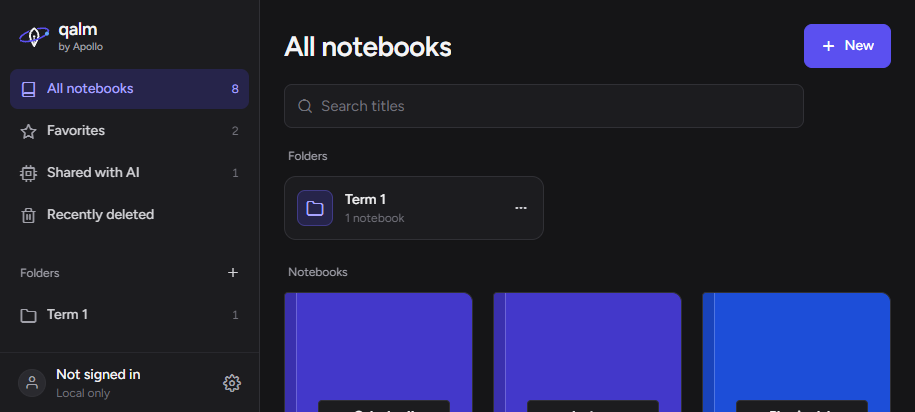 qalm
by Apollo
All notebooks 8
Favorites 2
Shared with AI 1
Recently deleted
Folders
Term 1 1
Not signed in
Local only
All notebooks
New
Search titles
Folders
Term 1
1 notebook
Notebooks